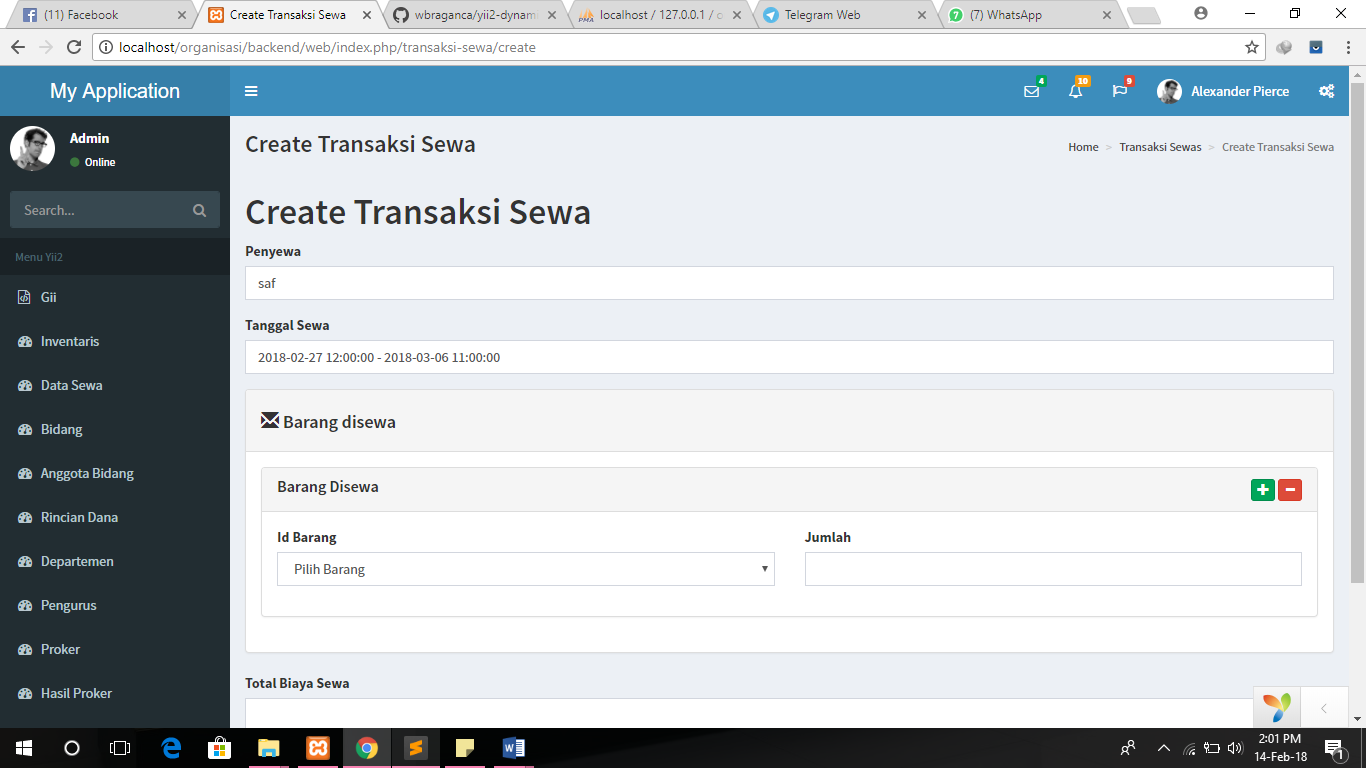 (11) Facebook
Create Transaksi Sewa
wbraganca/yii2-dynam
localhost / 127.0.0.1 / o
Telegram Web
(7) WhatsApp
localhost/organisasi/backend/web/index.php/transaksi-sewa/create
My Application
4
10
9
Alexander Pierce
Admin
Online
Search...
Menu Yii2
Gii
Inventaris
Data Sewa
Bidang
Anggota Bidang
Rincian Dana
Departemen
Pengurus
Proker
Hasil Proker
Create Transaksi Sewa
Home > Transaksi Sewas > Create Transaksi Sewa
Create Transaksi Sewa
Penyewa
saf
Tanggal Sewa
2018-02-27 12:00:00 - 2018-03-06 11:00:00
Barang disewa
Barang Disewa
Id Barang
Pilih Barang
Jumlah
Total Biaya Sewa
2:01 PM
14-Feb-18
1